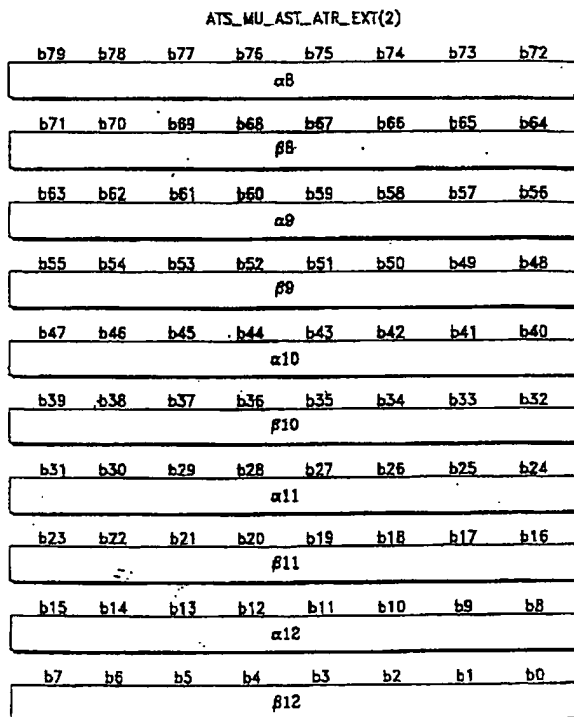 ATS_MU_AST_ATR_EXT(2)
b79 b78 b77 b76 b75 b74 b73 b72
α8
b71 b70 b69 b68 b67 b66 b65 b64
β8
b63 b62 b61 b60 b59 b58 b57 b56
α9
b55 b54 b53 b52 b51 b50 b49 b48
β9
b47 b46 b45 b44 b43 b42 b41 b40
α10
b39 b38 b37 b36 b35 b34 b33 b32
β10
b31 b30 b29 b28 b27 b26 b25 b24
α11
b23 b22 b21 b20 b19 b18 b17 b16
β11
b15 b14 b13 b12 b11 b10 b9 b8
α12
b7 b6 b5 b4 b3 b2 b1 b0
β12